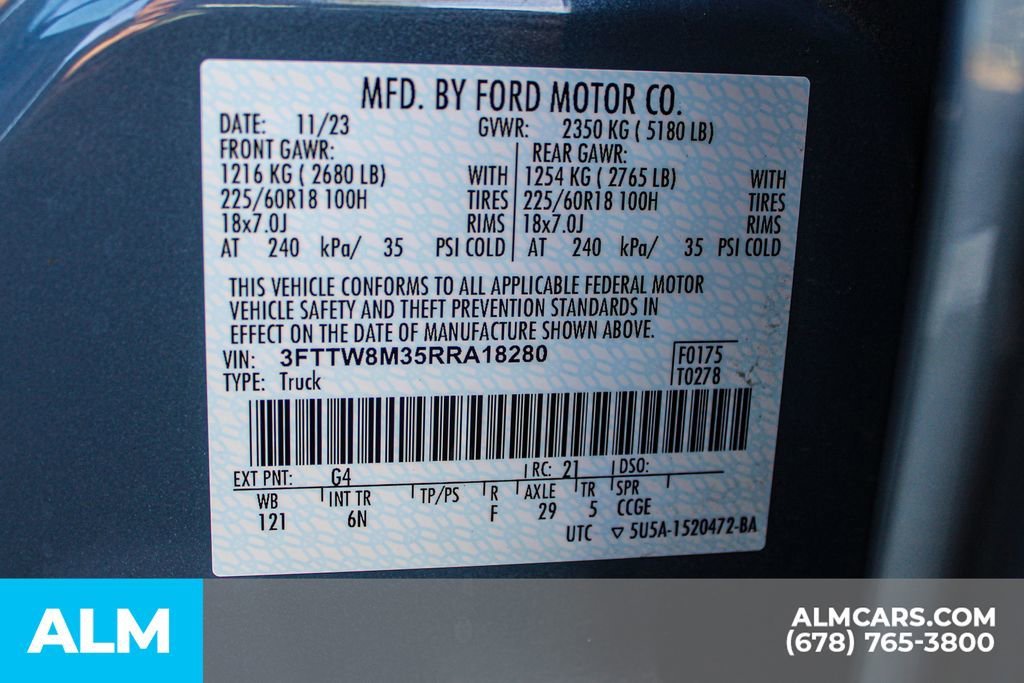 MFD. BY FORD MOTOR CO.
DATE: 11/23 GVWR: 2350 KG ( 5180 LB)
FRONT GAWR: REAR GAWR:
1216 KG ( 2680 LB) WITH 1254 KG ( 2765 LB) WITH
225/60R18 100H TIRES 225/60R18 100H TIRES
18x7.0J RIMS 18x7.0J RIMS
AT 240 kPa/ 35 PSI COLD AT 240 kPa/ 35 PSI COLD
THIS VEHICLE CONFORMS TO ALL APPLICABLE FEDERAL MOTOR
VEHICLE SAFETY AND THEFT PREVENTION STANDARDS IN
EFFECT ON THE DATE OF MANUFACTURE SHOWN ABOVE.
VIN: 3FTTW8M35RRA18280 F0175
TYPE: Truck T0278
EXT PNT: G4 RC: 21 DSO:
WB INT TR TP/PS R AXLE TR SPR
121 6N F 29 5 CCGE
UTC ▽ 5U5A-1520472-BA
ALM
ALMCARS.COM
(678) 765-3800